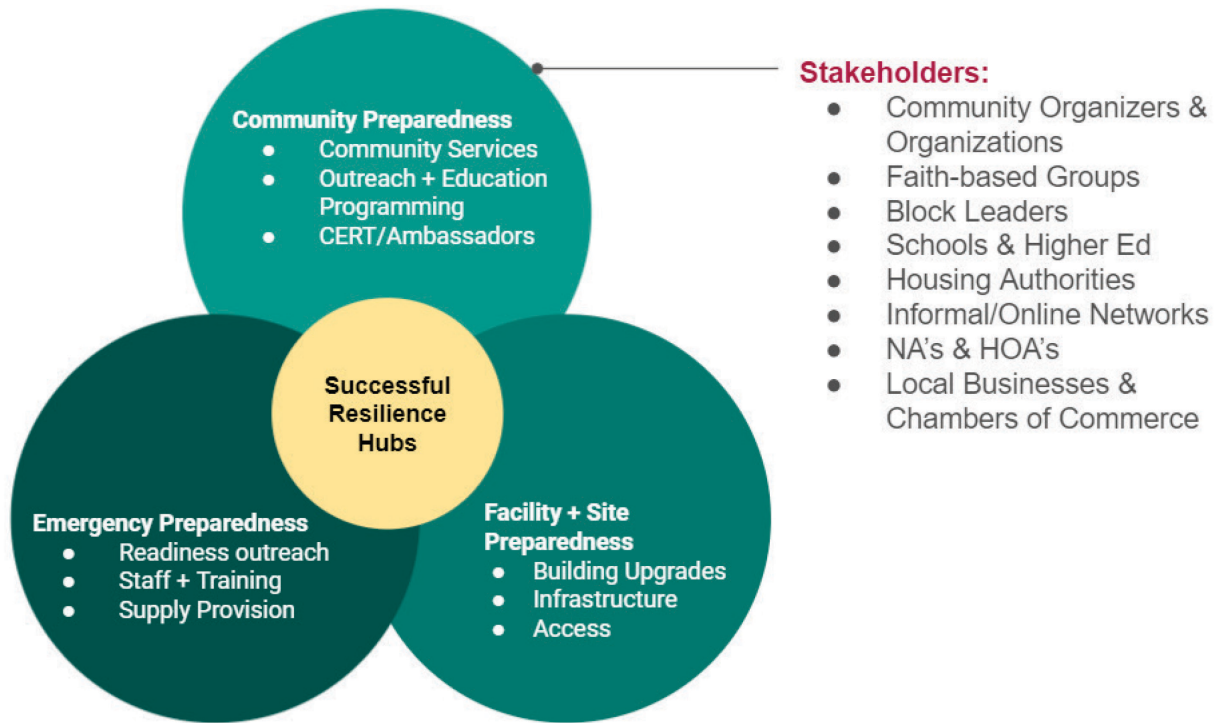 Community Preparedness
● Community Services
● Outreach + Education
Programming
● CERT/Ambassadors
Stakeholders:
● Community Organizers &
Organizations
● Faith-based Groups
● Block Leaders
● Schools & Higher Ed
● Housing Authorities
● Informal/Online Networks
● NA's & HOA's
● Local Businesses &
Chambers of Commerce
Successful
Resilience
Hubs
Emergency Preparedness
● Readiness outreach
● Staff + Training
● Supply Provision
Facility + Site
Preparedness
● Building Upgrades
● Infrastructure
● Access